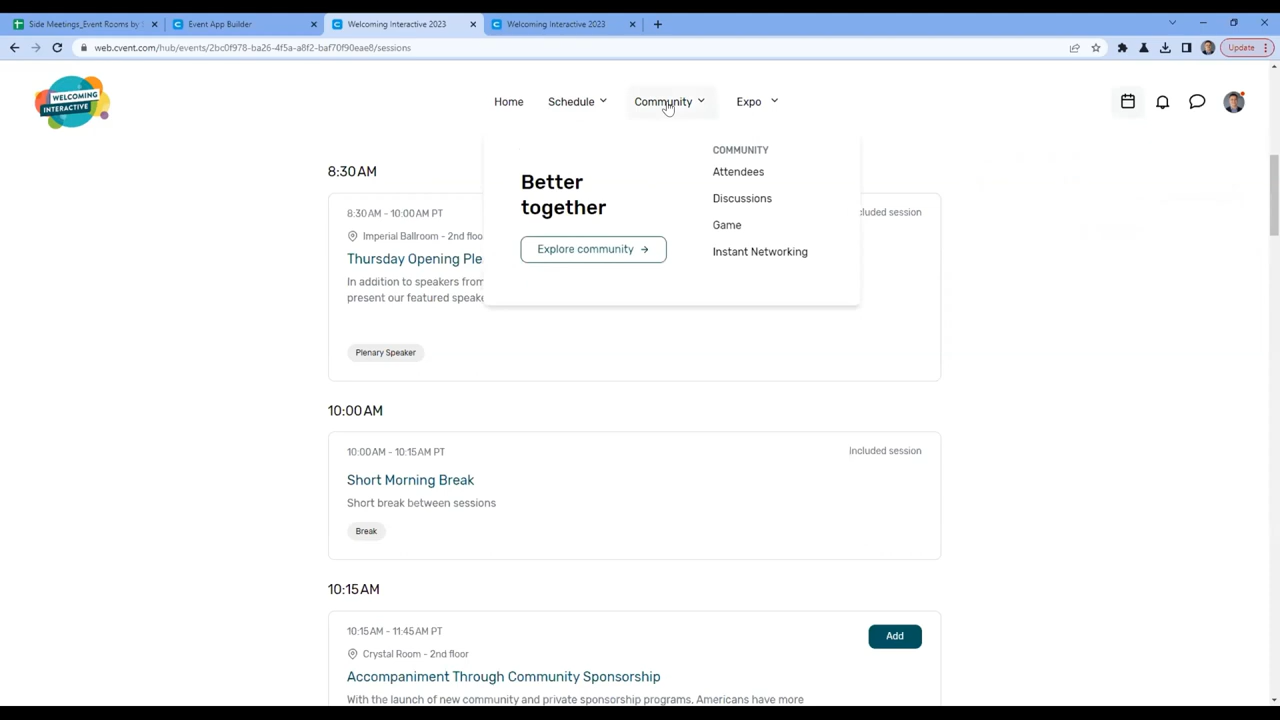 Side Meetings_Event Rooms by
Event App Builder
Welcoming Interactive 2023
Welcoming Interactive 2023
web.cvent.com/hub/events/2bc0f978-ba26-4f5a-a8f2-baf70f90eae8/sessions
Update
WELCOMING
INTERACTIVE
Home
Schedule
Community
Expo
8:30 AM
8:30 AM - 10:00 AM PT
Imperial Ballroom - 2nd floo
Thursday Opening Ple
In addition to speakers from
present our featured speake
Plenary Speaker
cluded session
Better
together
Explore community →
COMMUNITY
Attendees
Discussions
Game
Instant Networking
10:00 AM
10:00 AM - 10:15 AM PT
Included session
Short Morning Break
Short break between sessions
Break
10:15 AM
10:15 AM - 11:45 AM PT
Add
Crystal Room - 2nd floor
Accompaniment Through Community Sponsorship
With the launch of new community and private sponsorship programs, Americans have more